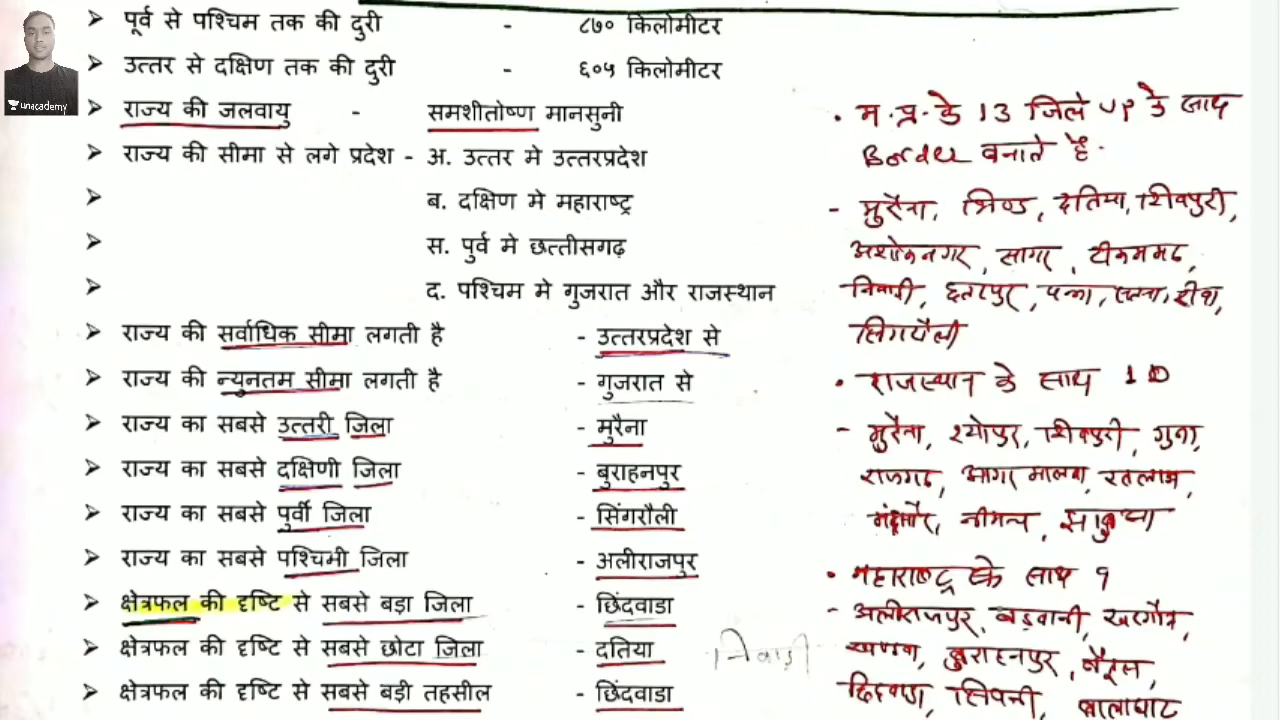 पूर्व से पश्चिम तक की दुरी - ८७० किलोमीटर
उत्तर से दक्षिण तक की दुरी - ६०५ किलोमीटर
राज्य की जलवायु - समशीतोष्ण मानसुनी
राज्य की सीमा से लगे प्रदेश - अ. उत्तर मे उत्तरप्रदेश
ब. दक्षिण मे महाराष्ट्र
स. पुर्व मे छत्तीसगढ़
द. पश्चिम मे गुजरात और राजस्थान
राज्य की सर्वाधिक सीमा लगती है - उत्तरप्रदेश से
राज्य की न्युनतम सीमा लगती है - गुजरात से
राज्य का सबसे उत्तरी जिला - मुरैना
राज्य का सबसे दक्षिणी जिला - बुराहनपुर
राज्य का सबसे पुर्वी जिला - सिंगरौली
राज्य का सबसे पश्चिमी जिला - अलीराजपुर
क्षेत्रफल की दृष्टि से सबसे बड़ा जिला - छिंदवाडा
क्षेत्रफल की दृष्टि से सबसे छोटा जिला - दतिया निवाड़ी
क्षेत्रफल की दृष्टि से सबसे बड़ी तहसील - छिंदवाडा
unacademy
• म.प्र. के 13 जिले UP के साथ
Border बनाते है.
- मुरैना, भिण्ड, दतिया, शिवपुरी,
अशोकनगर, सागर, टीकमगढ,
निवाड़ी, छतरपुर, पन्ना, सतना, रीवा,
सिंगरौली
• राजस्थान के साथ 10
- मुरैना, श्योपुर, शिवपुरी, गुना,
राजगढ, आगर मालवा, रतलाम,
मंदसौर, नीमच, झाबुआ
• महाराष्ट्र के साथ 9
- अलीराजपुर, बड़वानी, खरगौन,
खण्डवा, बुराहनपुर, बैतूल,
छिंदवाड़ा, सिवनी, बालाघाट